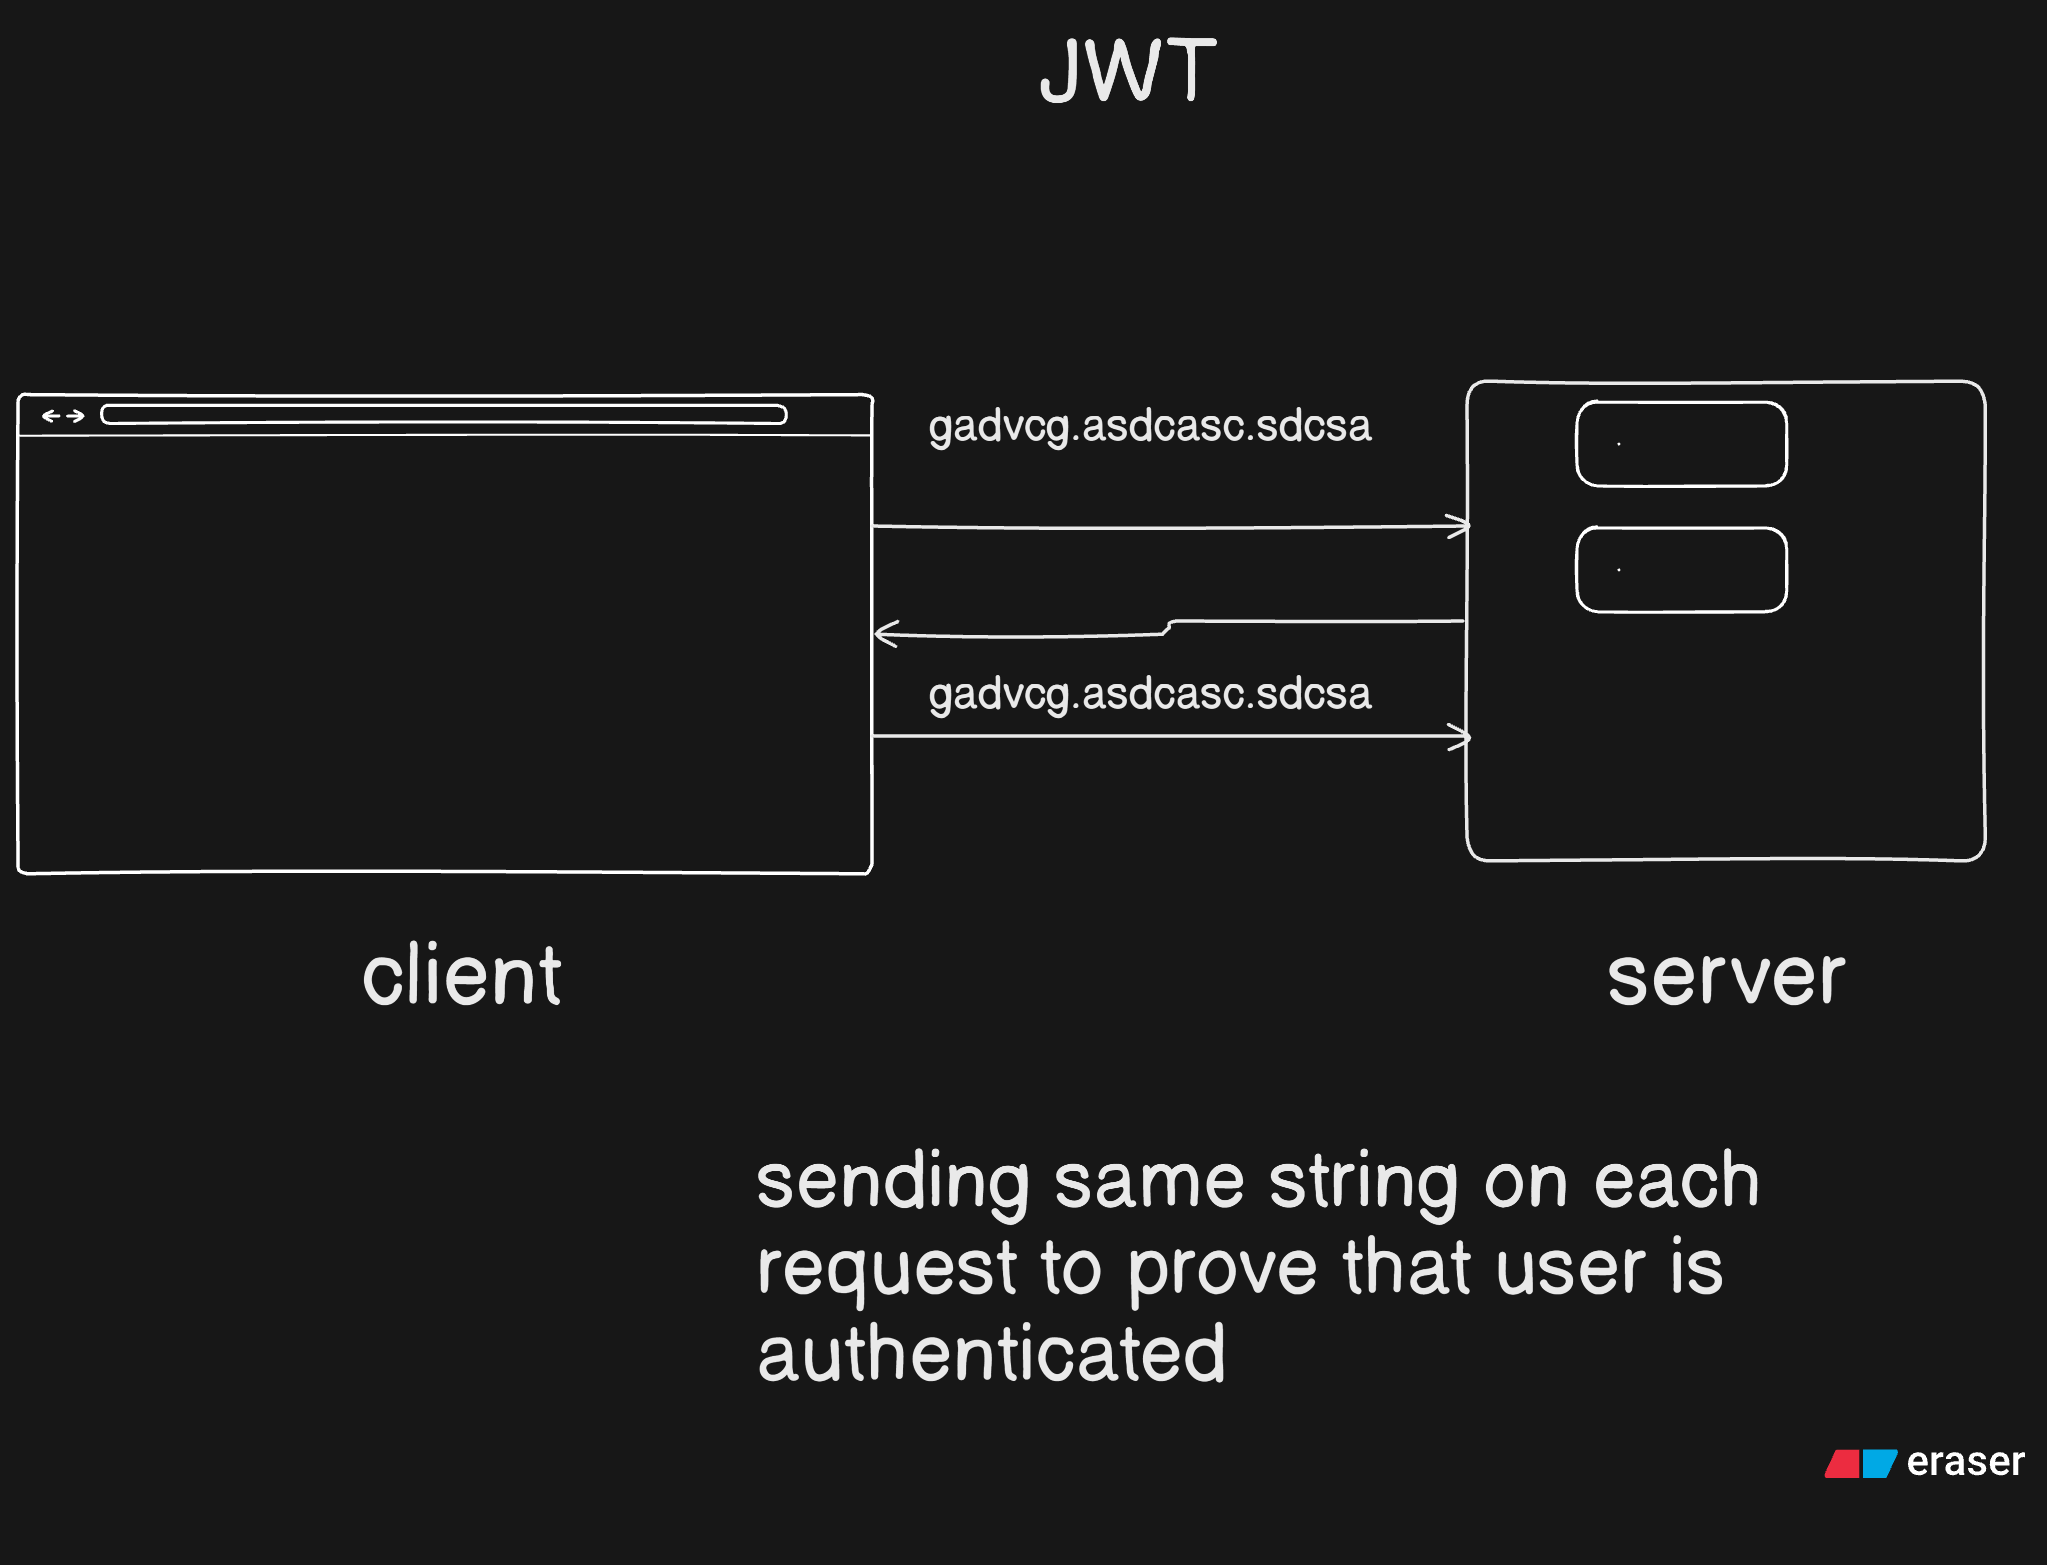 JWT
gadvcg.asdcasc.sdcsa
gadvcg.asdcasc.sdcsa
client
server
sending same string on each
request to prove that user is
authenticated
eraser